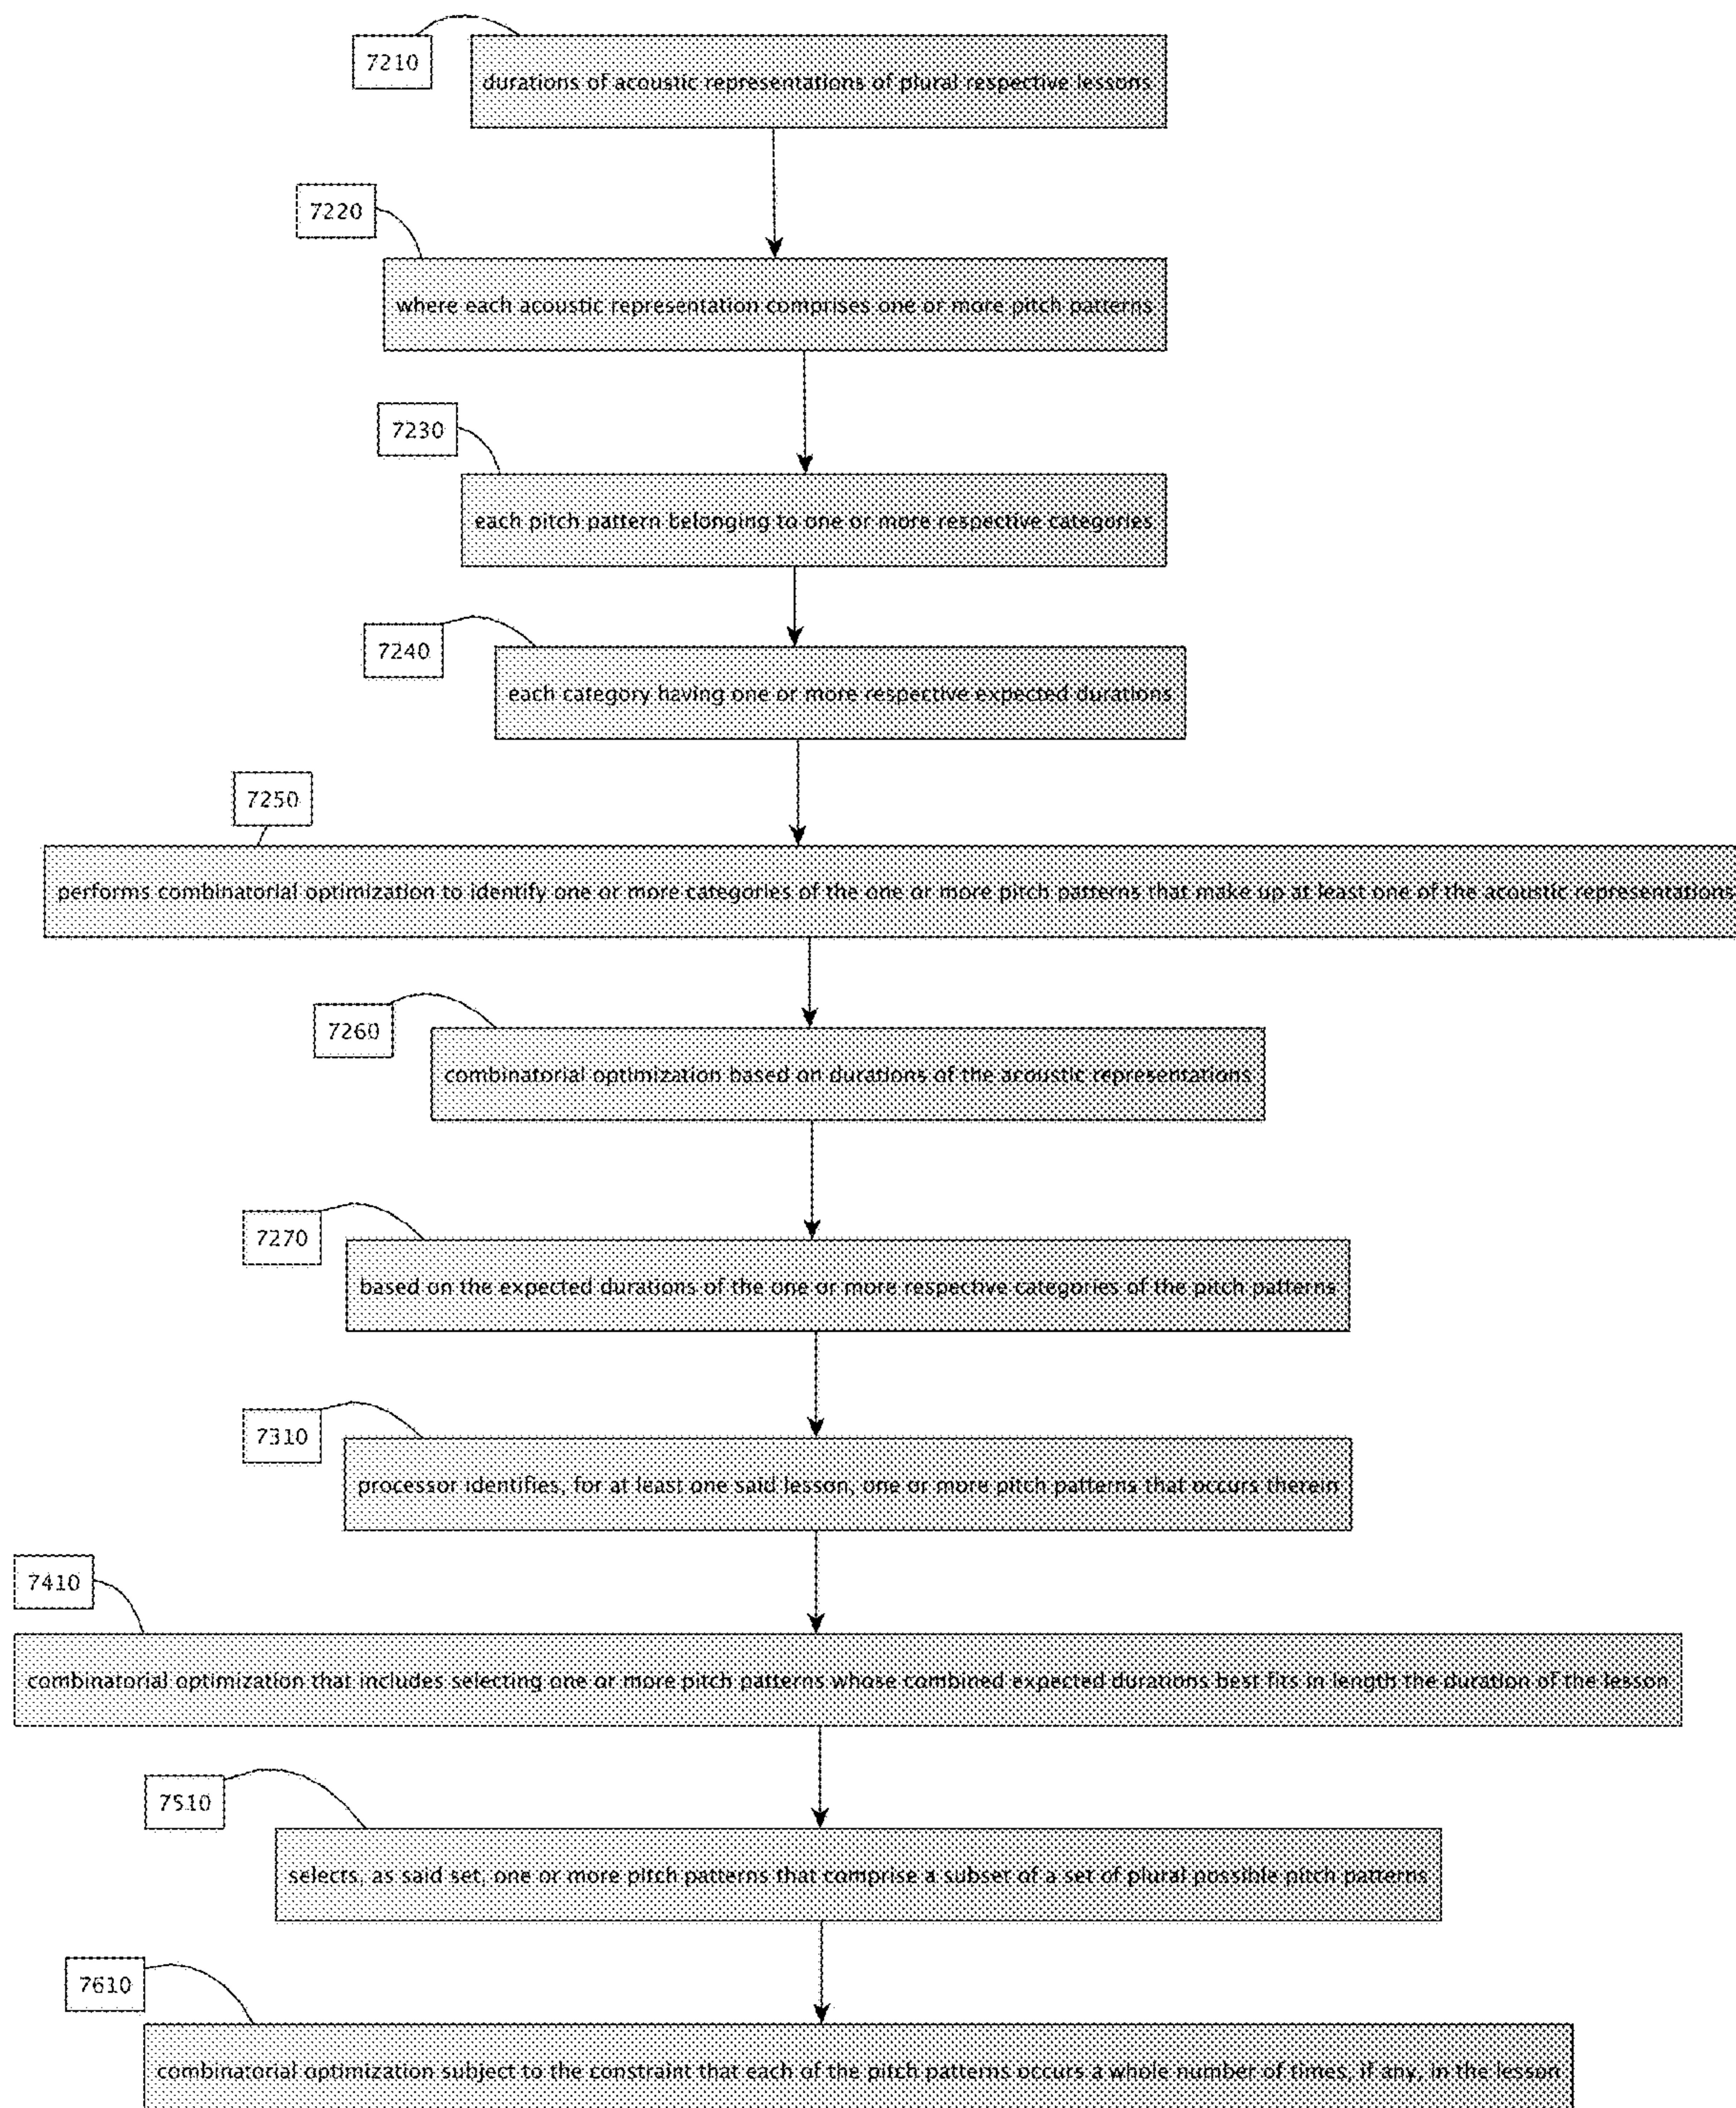 7210
durations of acoustic representations of plural respective lessons
7220
where each acoustic representation comprises one or more pitch patterns
7230
each pitch pattern belonging to one or more respective categories
7240
each category having one or more respective expected durations
7250
performs combinatorial optimization to identify one or more categories of the one or more pitch patterns that make up at least one of the acoustic representations
7260
combinatorial optimization based on durations of the acoustic representations
7270
based on the expected durations of the one or more respective categories of the pitch patterns
7310
processor identifies, for at least one said lesson, one or more pitch patterns that occurs therein
7410
combinatorial optimization that includes selecting one or more pitch patterns whose combined expected durations best fits in length the duration of the lesson
7510
selects, as said set, one or more pitch patterns that comprise a subset of a set of plural possible pitch patterns
7610
combinatorial optimization subject to the constraint that each of the pitch patterns occurs a whole number of times, if any, in the lesson